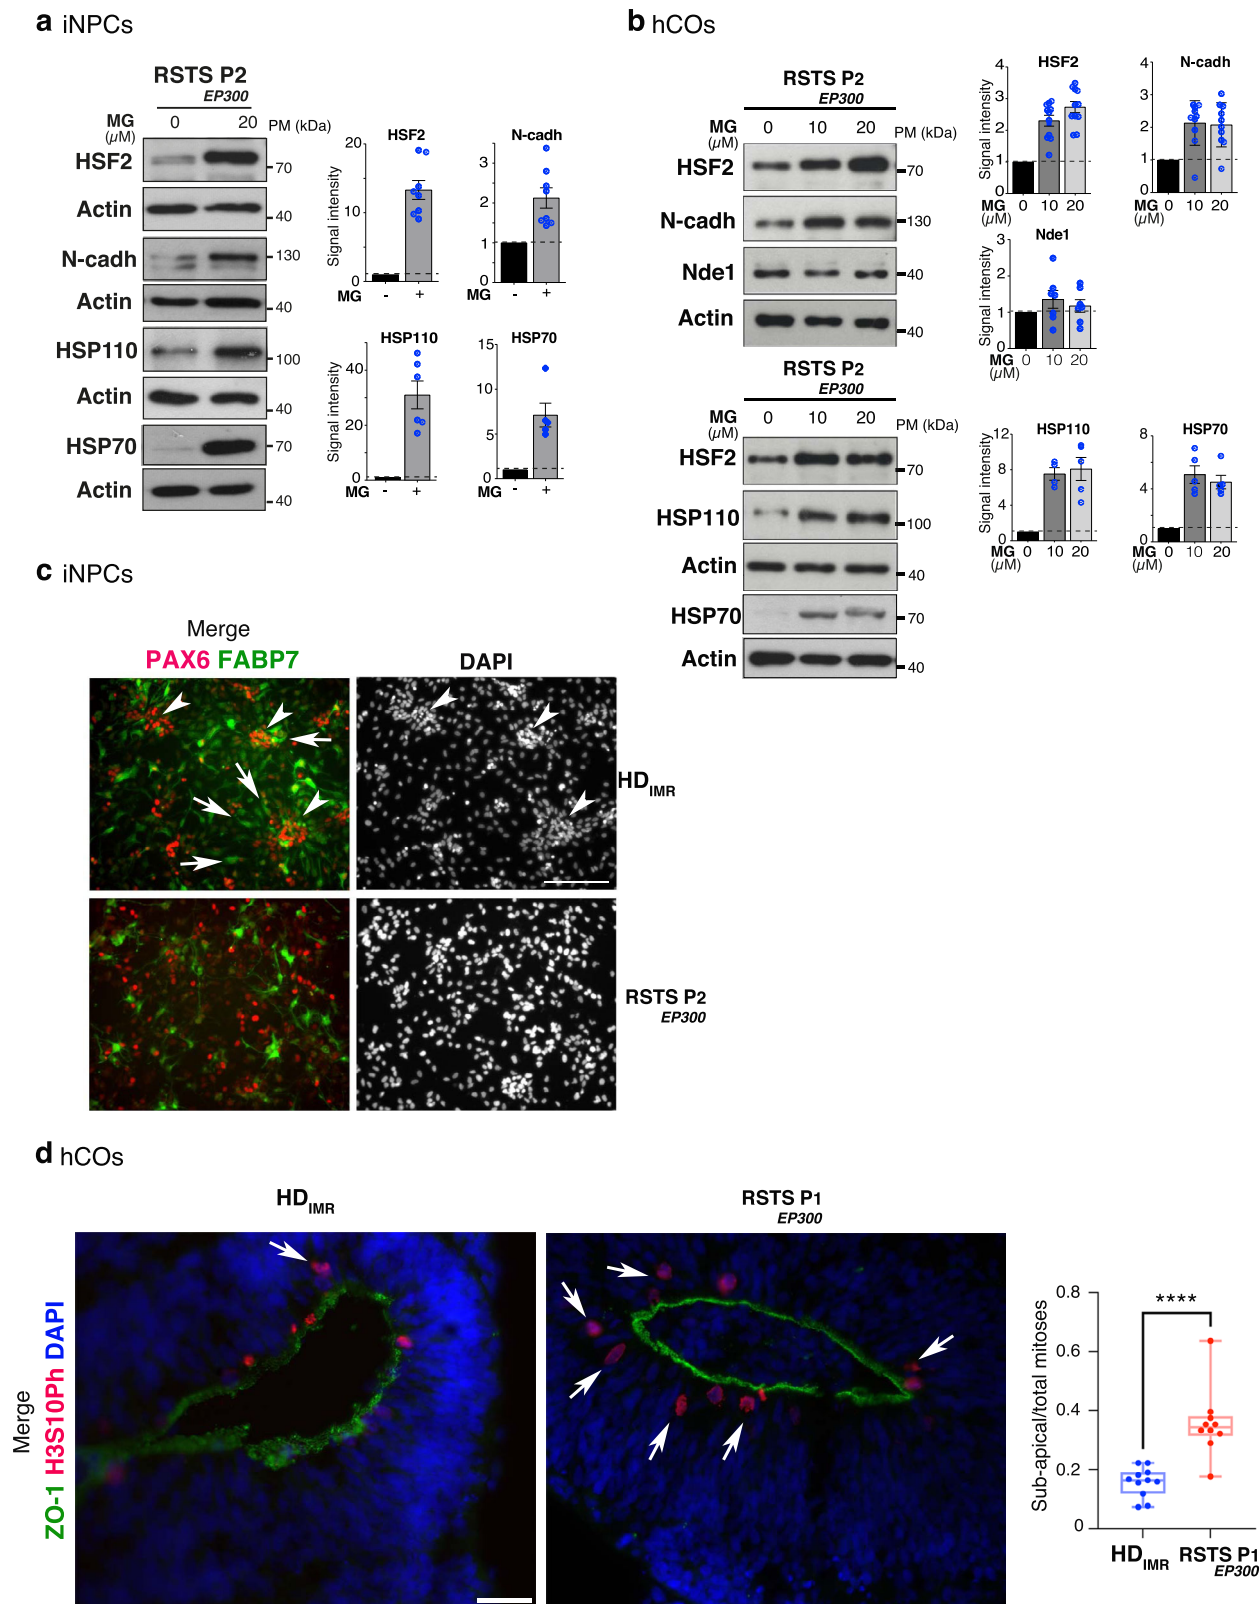 a iNPCs
RSTS P2
EP300
MG
(µM)
0 20 PM (kDa)
HSF2
70
Actin
40
N-cadh
130
Actin
40
HSP110
100
Actin
40
HSP70
70
Actin
40
HSF2
Signal intensity
20
10
0
MG - +
N-cadh
3
2
1
0
MG - +
HSP110
Signal intensity
40
20
0
MG - +
HSP70
15
10
5
0
MG - +
b hCOs
RSTS P2
EP300
MG
(µM)
0 10 20 PM (kDa)
HSF2
70
N-cadh
130
Nde1
40
Actin
40
RSTS P2
EP300
MG
(µM)
0 10 20 PM (kDa)
HSF2
70
HSP110
100
Actin
40
HSP70
70
Actin
40
HSF2
Signal intensity
4
3
2
1
0
MG 0 10 20
(µM)
N-cadh
4
3
2
1
0
MG 0 10 20
(µM)
Nde1
Signal intensity
3
2
1
0
MG 0 10 20
(µM)
HSP110
Signal intensity
12
8
4
0
MG 0 10 20
(µM)
HSP70
8
6
4
2
0
MG 0 10 20
(µM)
c iNPCs
Merge
PAX6 FABP7
DAPI
HD IMR
RSTS P2
EP300
d hCOs
HD IMR
RSTS P1
EP300
Merge
ZO-1 H3S10Ph DAPI
Sub-apical/total mitoses
0.8
0.6
0.4
0.2
0
****
HD IMR
RSTS P1
EP300